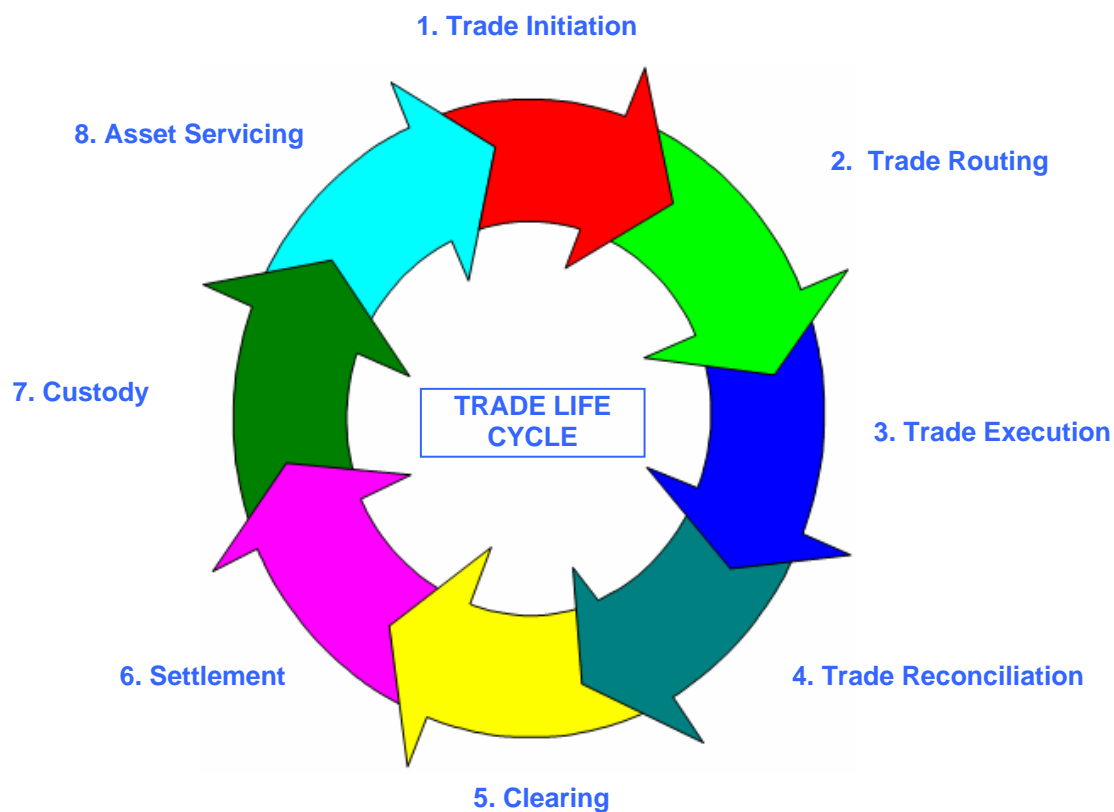 1. Trade Initiation
8. Asset Servicing
2. Trade Routing
7. Custody
TRADE LIFE
CYCLE
3. Trade Execution
6. Settlement
4. Trade Reconciliation
5. Clearing